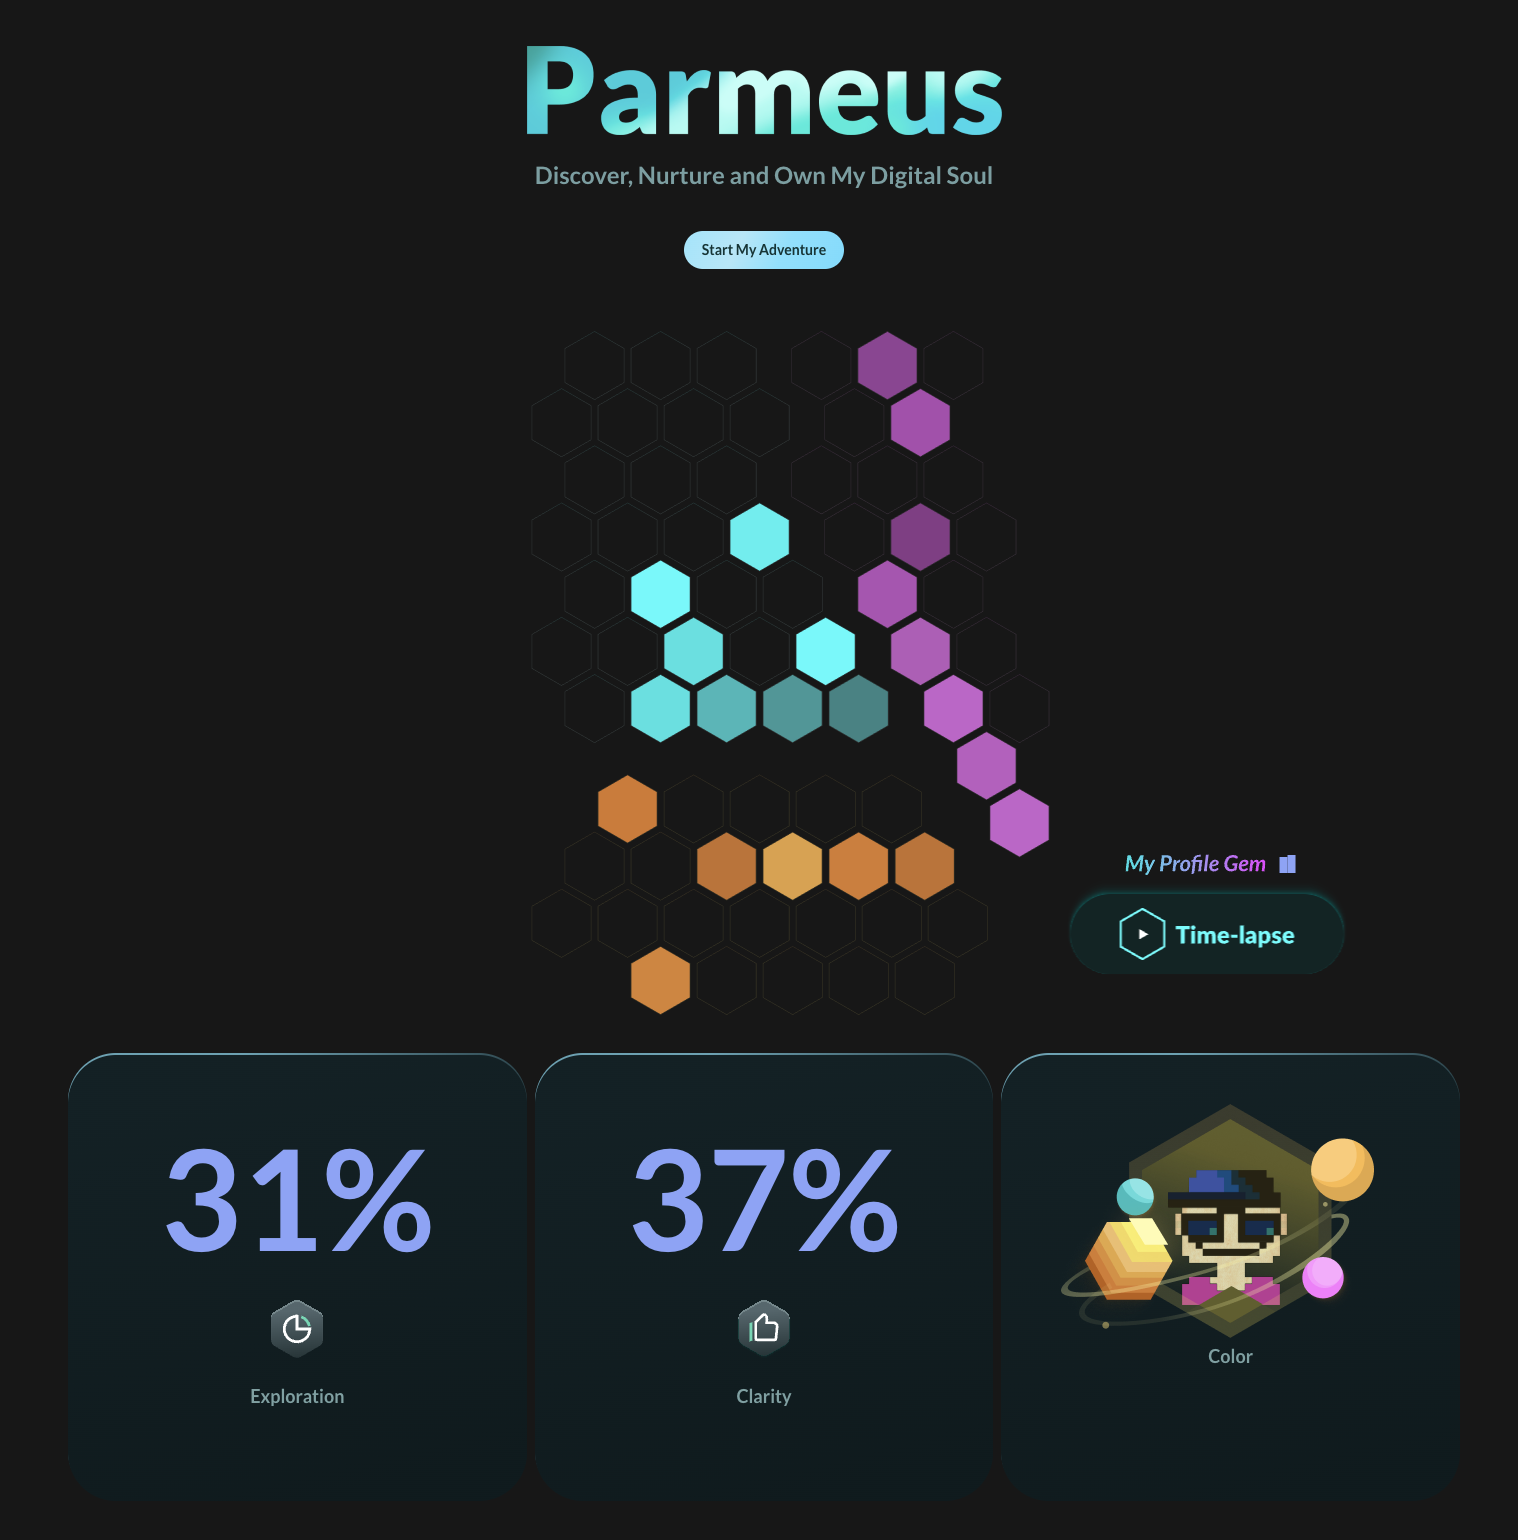 Parmeus
Discover, Nurture and Own My Digital Soul
Start My Adventure
My Profile Gem
Time-lapse
31%
Exploration
37%
Clarity
Color